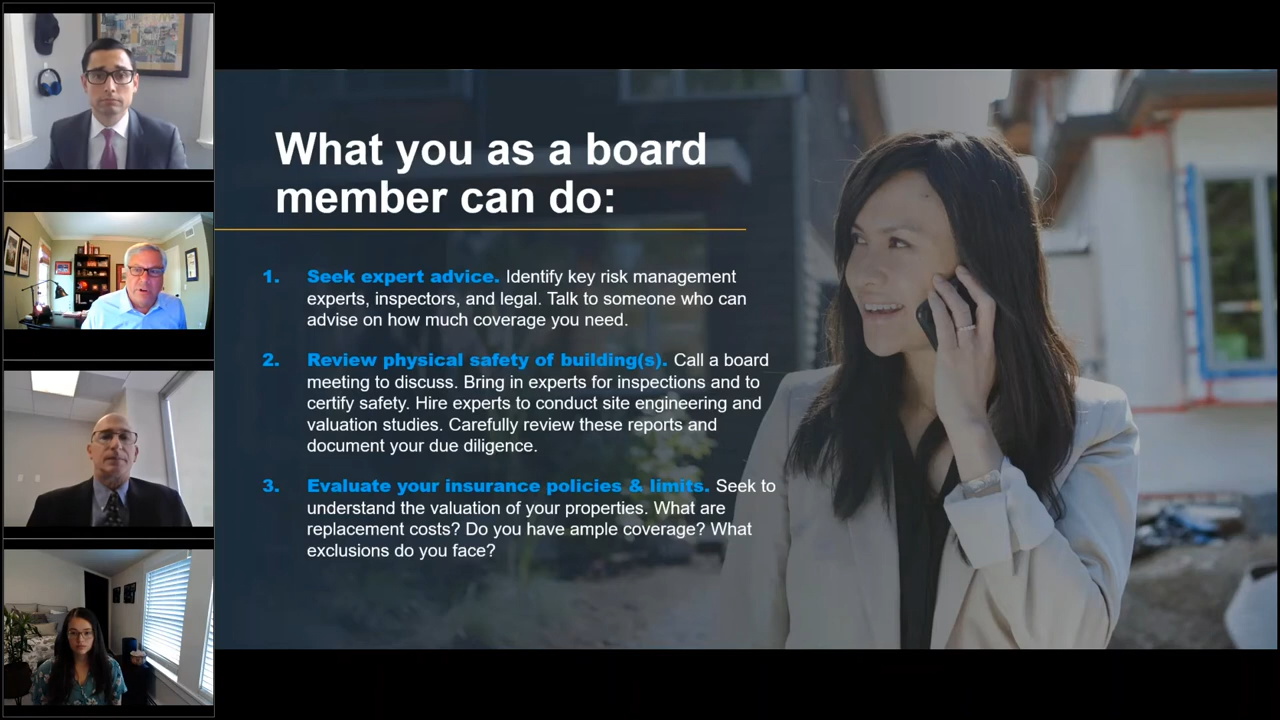 What you as a board
member can do:
1. Seek expert advice. Identify key risk management
experts, inspectors, and legal. Talk to someone who can
advise on how much coverage you need.
2. Review physical safety of building(s). Call a board
meeting to discuss. Bring in experts for inspections and to
certify safety. Hire experts to conduct site engineering and
valuation studies. Carefully review these reports and
document your due diligence.
3. Evaluate your insurance policies & limits. Seek to
understand the valuation of your properties. What are
replacement costs? Do you have ample coverage? What
exclusions do you face?